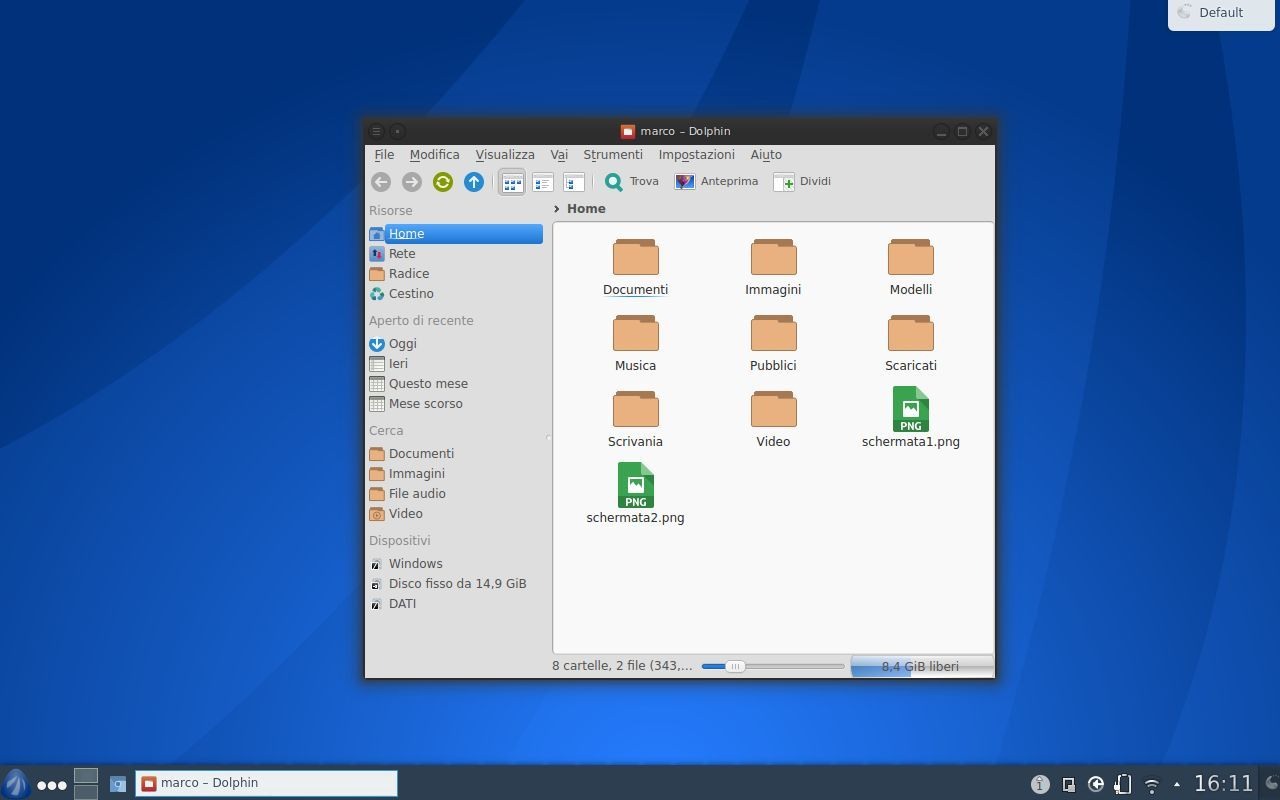 Default
marco – Dolphin
File Modifica Visualizza Vai Strumenti Impostazioni Aiuto
Trova Anteprima Dividi
Risorse
Home
Rete
Radice
Cestino
Aperto di recente
Oggi
Ieri
Questo mese
Mese scorso
Cerca
Documenti
Immagini
File audio
Video
Dispositivi
Windows
Disco fisso da 14,9 GiB
DATI
Home
Documenti Immagini Modelli
Musica Pubblici Scaricati
Scrivania Video PNG schermata1.png
PNG
schermata2.png
8 cartelle, 2 file (343,... 8,4 GiB liberi
marco – Dolphin 16:11